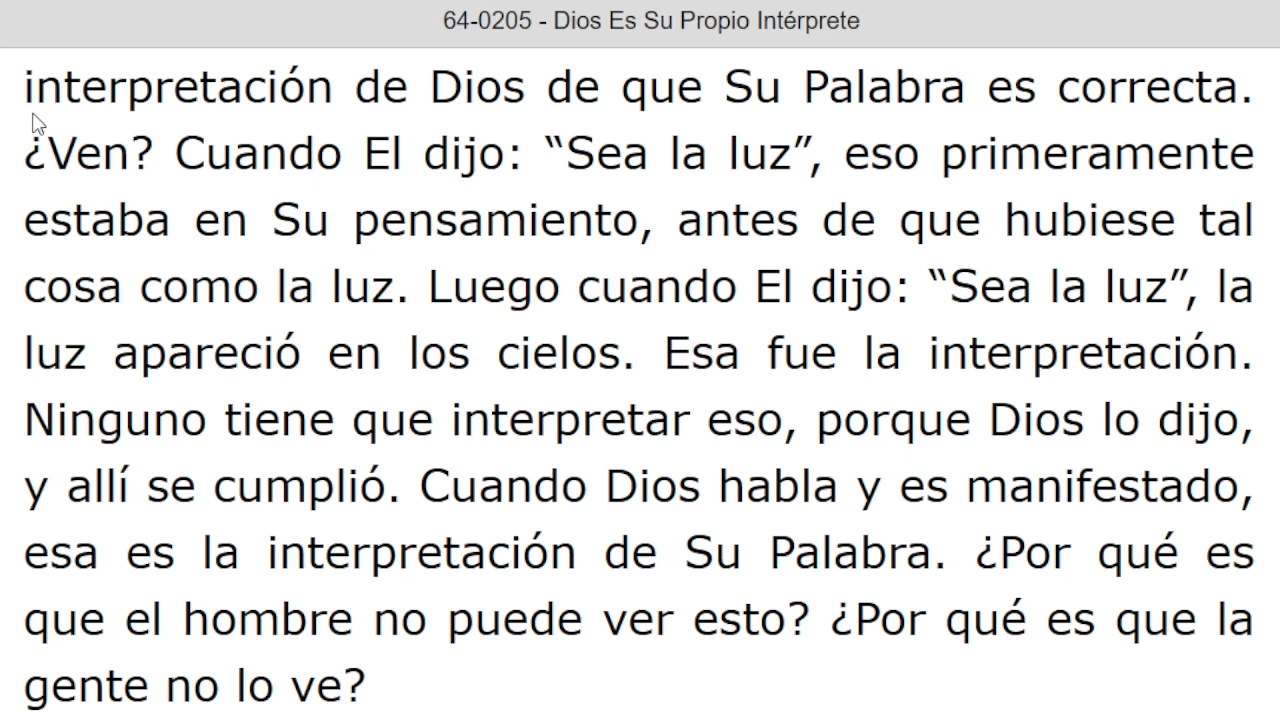 64-0205 - Dios Es Su Propio Intérprete
interpretación de Dios de que Su Palabra es correcta.
¿Ven? Cuando El dijo: “Sea la luz”, eso primeramente
estaba en Su pensamiento, antes de que hubiese tal
cosa como la luz. Luego cuando El dijo: “Sea la luz”, la
luz apareció en los cielos. Esa fue la interpretación.
Ninguno tiene que interpretar eso, porque Dios lo dijo,
y allí se cumplió. Cuando Dios habla y es manifestado,
esa es la interpretación de Su Palabra. ¿Por qué es
que el hombre no puede ver esto? ¿Por qué es que la
gente no lo ve?